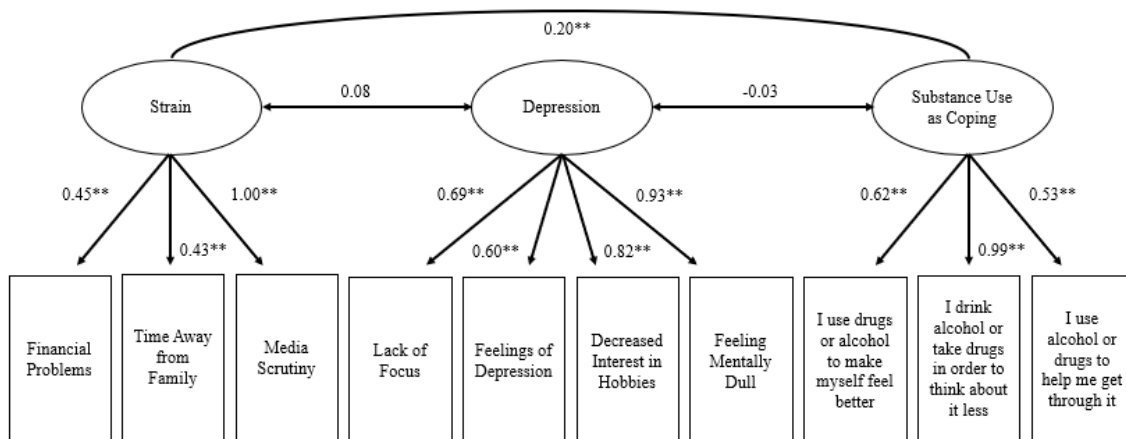 0.20**
Strain
0.08
Depression
-0.03
Substance Use
as Coping
0.45**
0.43**
1.00**
0.69**
0.60**
0.82**
0.93**
0.62**
0.99**
0.53**
Financial
Problems
Time Away
from
Family
Media
Scrutiny
Lack of
Focus
Feelings of
Depression
Decreased
Interest in
Hobbies
Feeling
Mentally
Dull
I use drugs
or alcohol
to make
myself feel
better
I drink
alcohol or
take drugs
in order to
think about
it less
I use
alcohol or
drugs to
help me get
through it